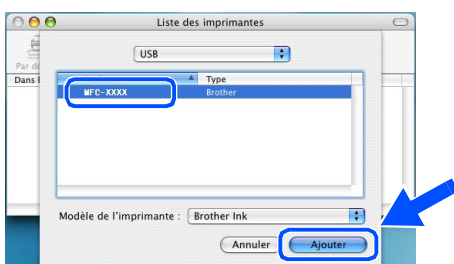 Liste des imprimantes
USB
Par dé
Dans l
Type
MFC-XXXX Brother
Modèle de l'imprimante : Brother Ink
Annuler Ajouter